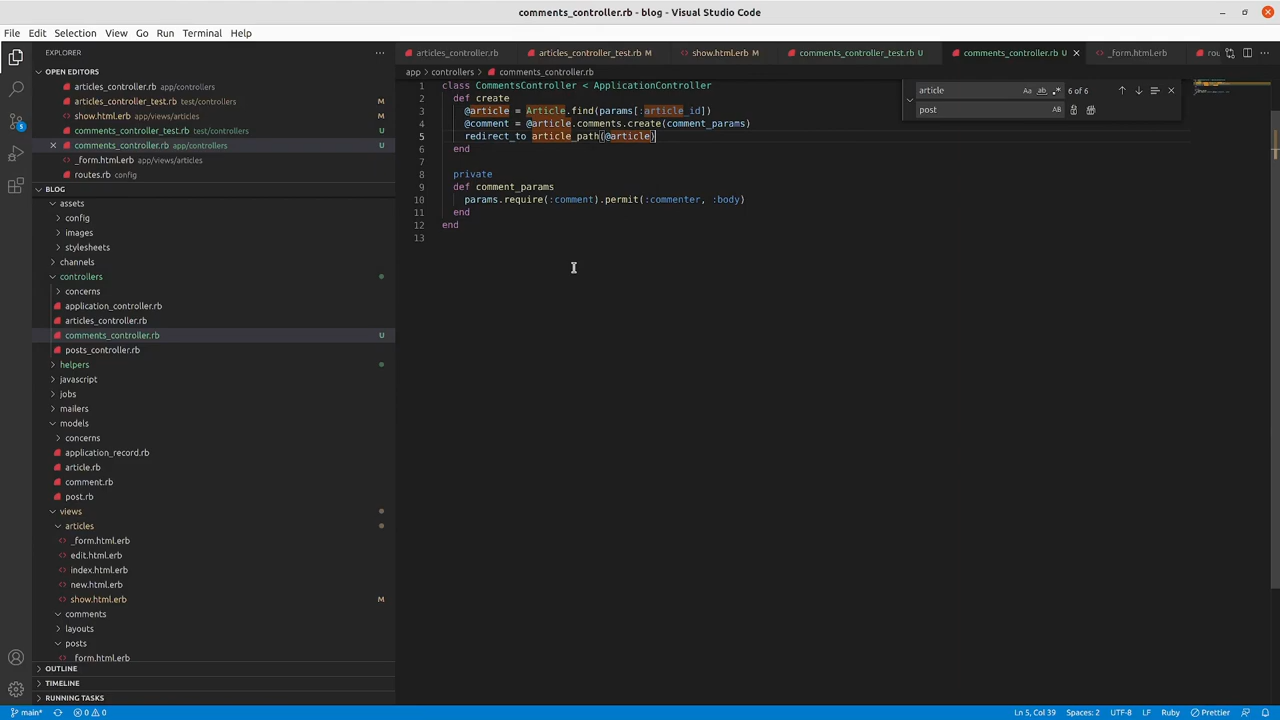 comments_controller.rb - blog - Visual Studio Code
File Edit Selection View Go Run Terminal Help
EXPLORER
OPEN EDITORS
articles_controller.rb app/controllers
articles_controller_test.rb test/controllers M
show.html.erb app/views/articles M
comments_controller_test.rb test/controllers U
comments_controller.rb app/controllers U
_form.html.erb app/views/articles
routes.rb config
BLOG
assets
config
images
stylesheets
channels
controllers
concerns
application_controller.rb
articles_controller.rb
comments_controller.rb U
posts_controller.rb
helpers
javascript
jobs
mailers
models
concerns
application_record.rb
article.rb
comment.rb
post.rb
views
articles
_form.html.erb
edit.html.erb
index.html.erb
new.html.erb
show.html.erb M
comments
layouts
posts
_form.html.erb
OUTLINE
TIMELINE
RUNNING TASKS
articles_controller.rb articles_controller_test.rb M show.html.erb M comments_controller_test.rb U comments_controller.rb U _form.html.erb
app controllers comments_controller.rb
article Aa ab 6 of 6
post AB
1 class CommentsController < ApplicationController
2 def create
3 @article = Article.find(params[:article_id])
4 @comment = @article.comments.create(comment_params)
5 redirect_to article_path(@article)
6 end
7
8 private
9 def comment_params
10 params.require(:comment).permit(:commenter, :body)
11 end
12 end
13
main* 0 0 Ln 5, Col 39 Spaces: 2 UTF-8 LF Ruby Prettier